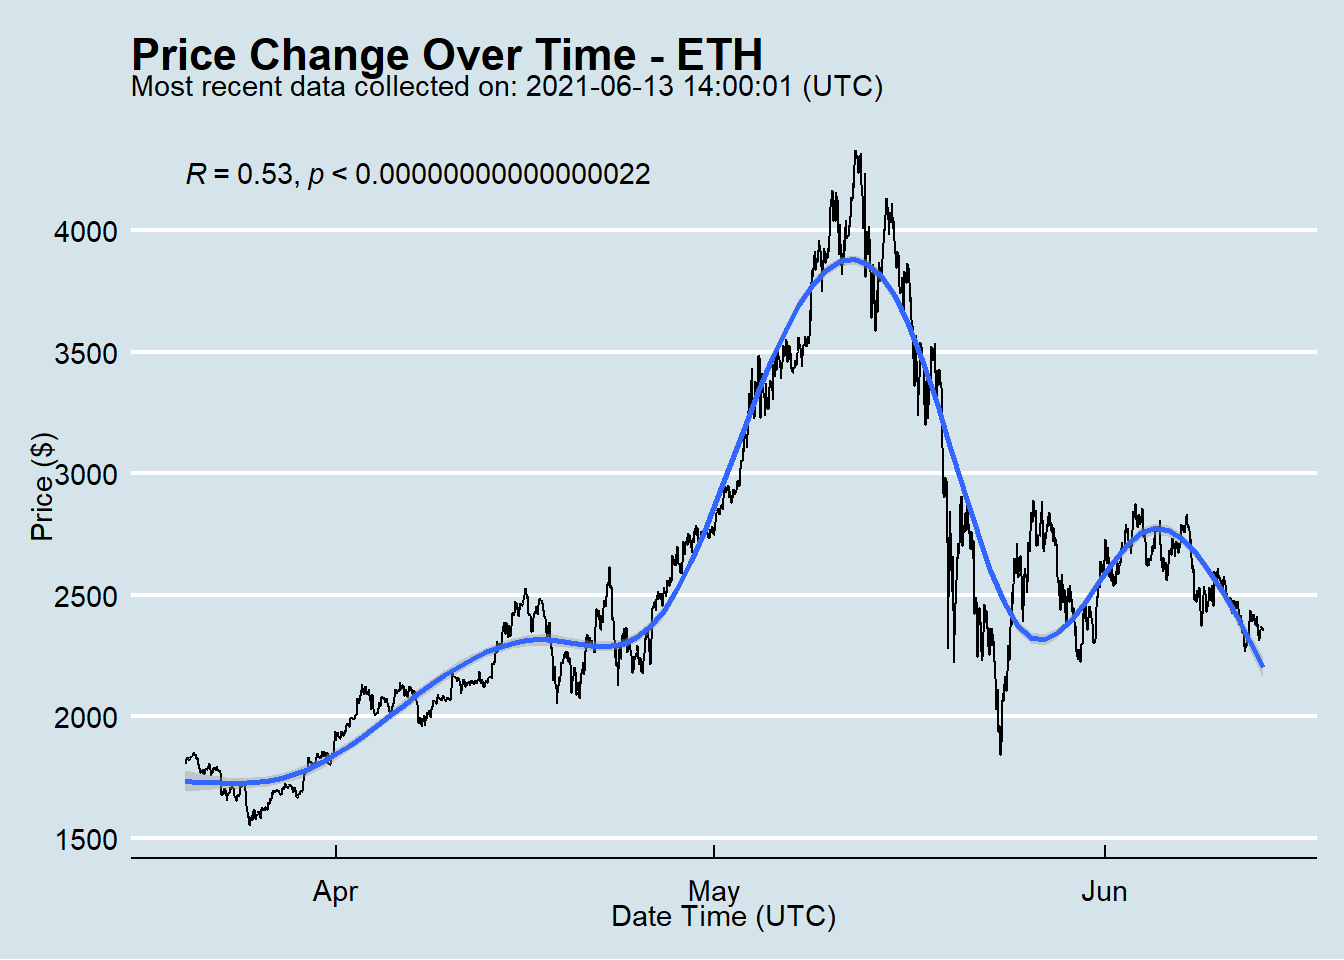 Price Change Over Time - ETH
Most recent data collected on: 2021-06-13 14:00:01 (UTC)
R = 0.53, p < 0.00000000000000022
4000
3500
3000
2500
2000
1500
Price ($)
Apr
May
Jun
Date Time (UTC)